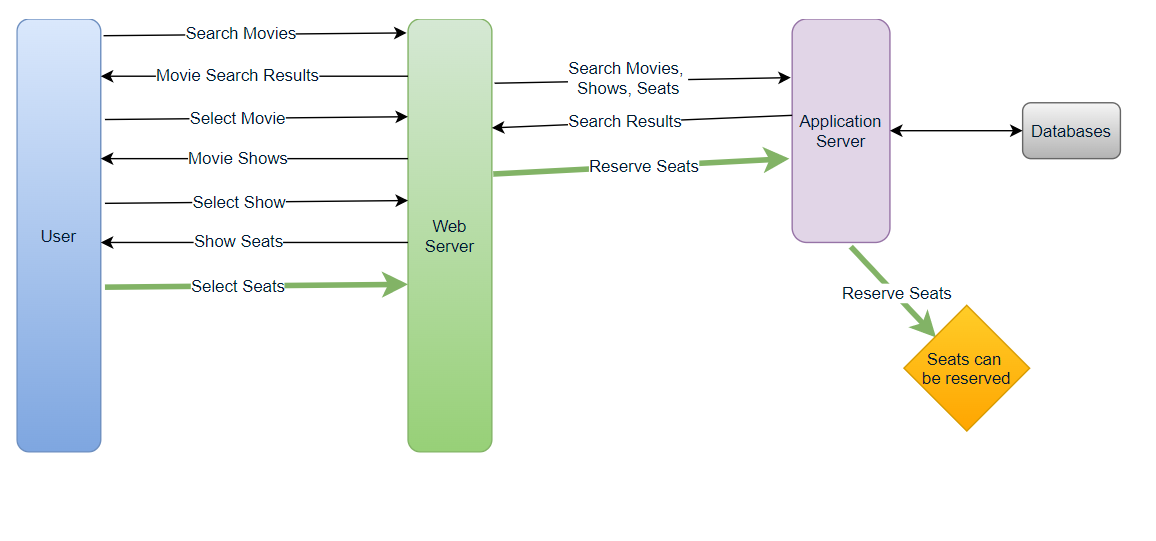 Search Movies
Movie Search Results
Select Movie
Movie Shows
Select Show
Show Seats
Select Seats
User
Web
Server
Search Movies,
Shows, Seats
Search Results
Reserve Seats
Application
Server
Databases
Reserve Seats
Seats can
be reserved